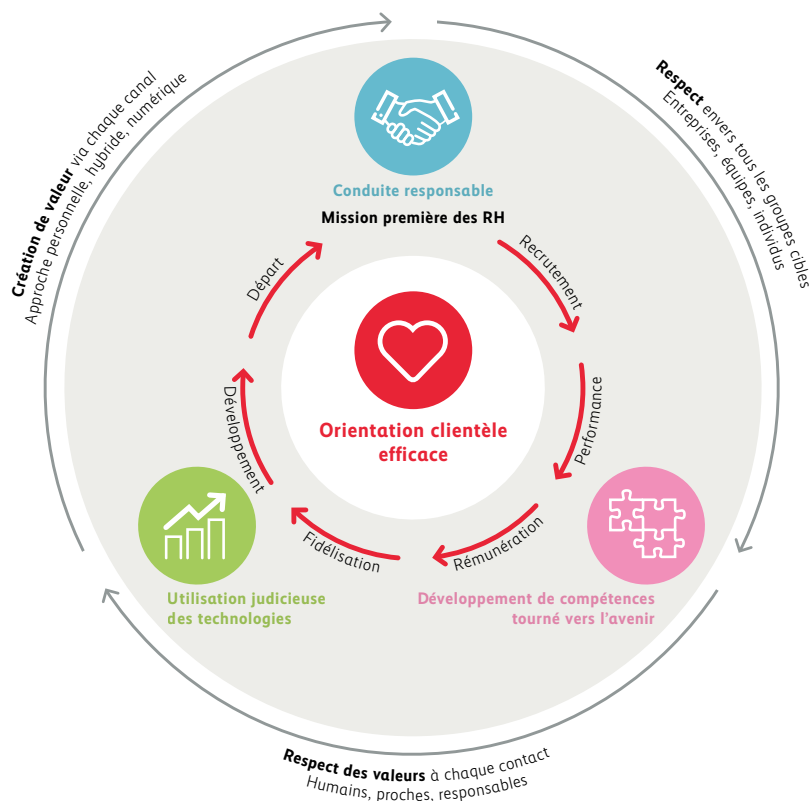 Création de valeur via chaque canal
Approche personnelle, hybride, numérique
Respect envers tous les groupes cibles
Entreprises, équipes, individus
Conduite responsable
Mission première des RH
Départ
Recrutement
Orientation clientèle
efficace
Développement
Performance
Fidélisation
Rémunération
Utilisation judicieuse
des technologies
Développement de compétences
tourné vers l’avenir
Respect des valeurs à chaque contact
Humains, proches, responsables